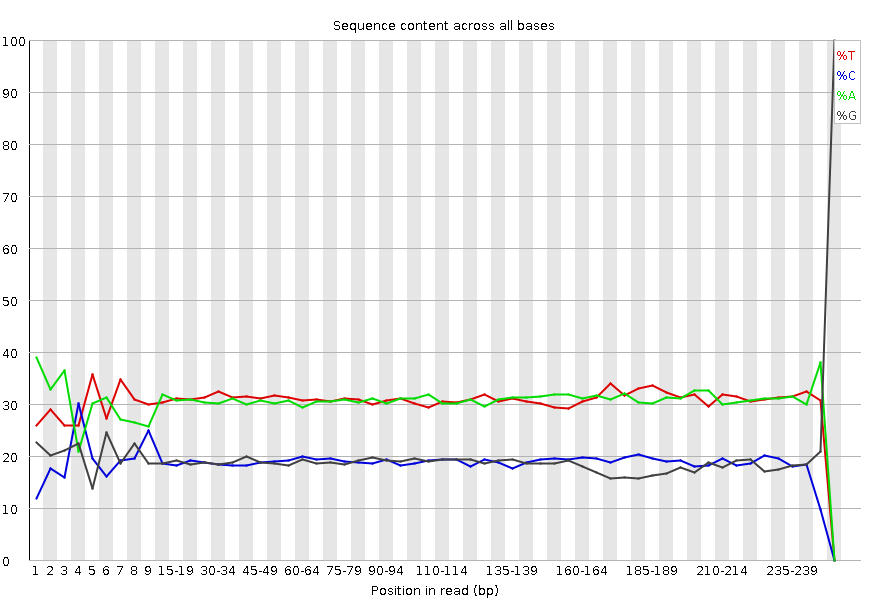 Sequence content across all bases
100
90
80
70
60
50
40
30
20
10
0
%T
%C
%A
%G
1 2 3 4 5 6 7 8 9 15-19 30-34 45-49 60-64 75-79 90-94 110-114 135-139 160-164 185-189 210-214 235-239
Position in read (bp)